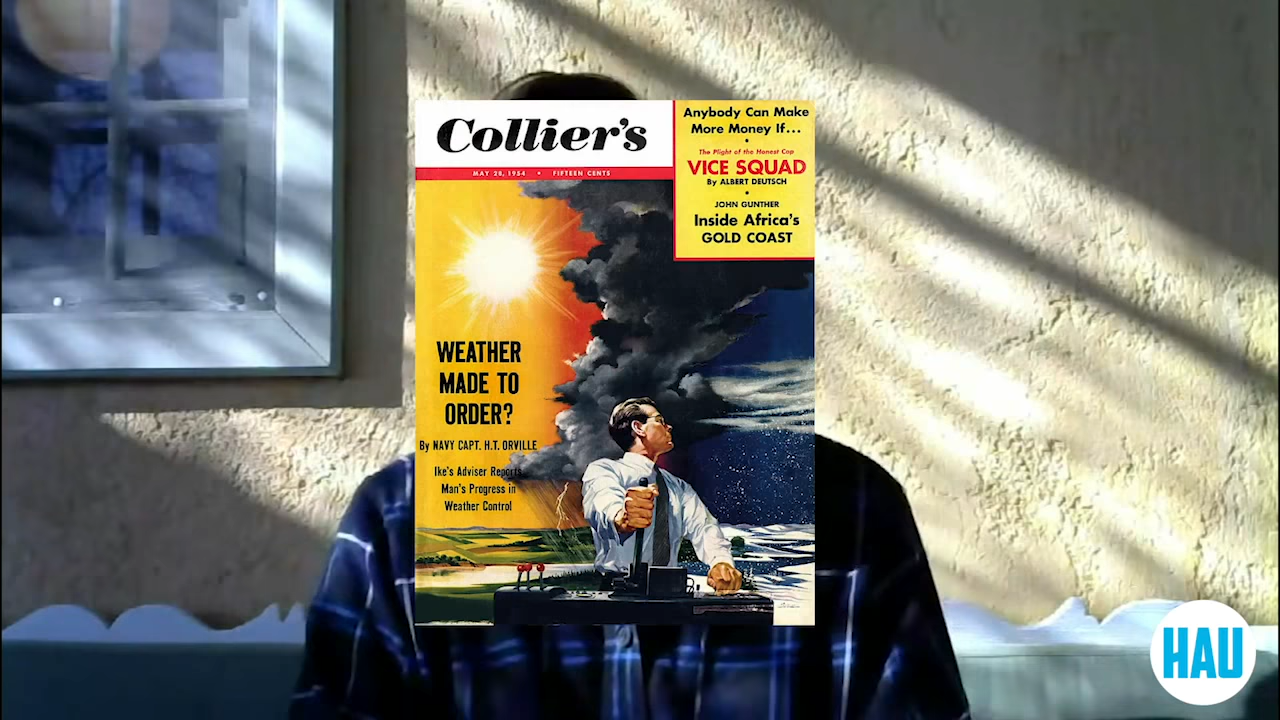 Collier's
MAY 28, 1954 • FIFTEEN CENTS
Anybody Can Make
More Money If...
•
The Plight of the Honest Cop
VICE SQUAD
By ALBERT DEUTSCH
•
JOHN GUNTHER
Inside Africa's
GOLD COAST
WEATHER
MADE TO
ORDER?
By NAVY CAPT. H.T. ORVILLE
Ike's Adviser Reports
Man's Progress in
Weather Control
HAU